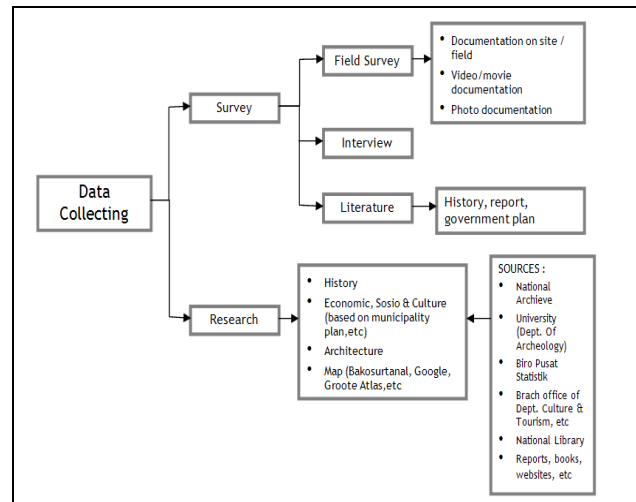 Data
Collecting
Survey
Field Survey
• Documentation on site /
field
• Video/movie
documentation
• Photo documentation
Interview
Literature
History, report,
government plan
Research
• History
• Economic, Sosio & Culture
(based on municipality
plan,etc)
• Architecture
• Map (Bakosurtanal, Google,
Groote Atlas,etc
SOURCES :
• National
Archieve
• University
(Dept. Of
Archeology)
• Biro Pusat
Statistik
• Brach office of
Dept. Culture &
Tourism, etc
• National Library
• Reports, books,
websites, etc